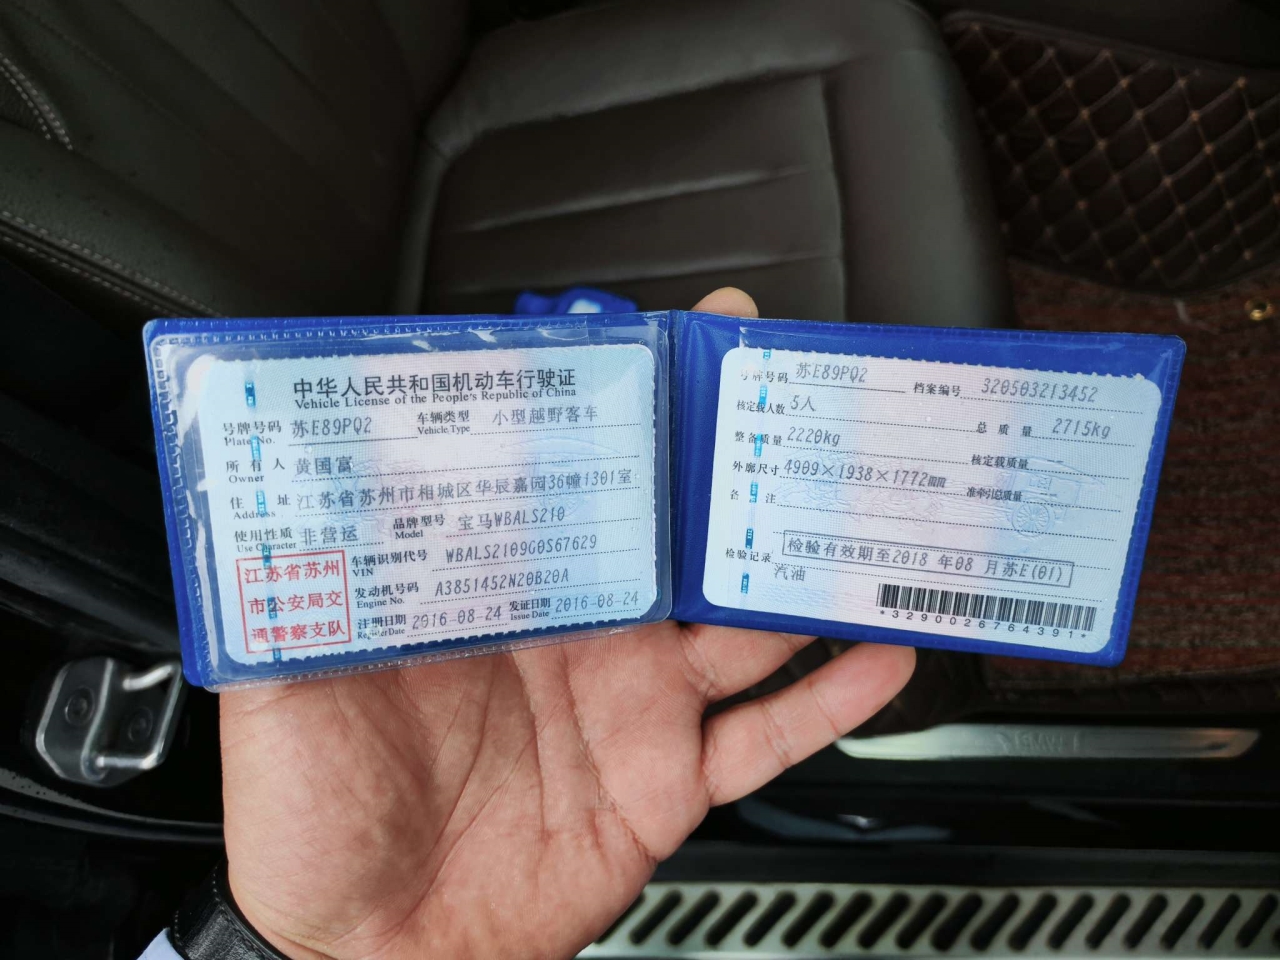 中华人民共和国机动车行驶证
Vehicle License of the People's Republic of China
号牌号码 苏E89PQ2 车辆类型 小型越野客车
Plate No. Vehicle Type
所有人 黄国富
Owner
住址 江苏省苏州市相城区华辰嘉园36幢1301室
Address
使用性质 非营运 品牌型号 宝马WBALS210
Use Character Model
江苏省苏州
市公安局交
通警察支队
车辆识别代号 WBALS2109G0S67629
VIN
发动机号码 A3851452N20B20A
Engine No.
注册日期 2016-08-24 发证日期 2016-08-24
Register Date Issue Date
号牌号码 苏E89PQ2 档案编号 320503213452
核定载人数 5人 总质量 2715kg
整备质量 2220kg 核定载质量 --
外廓尺寸 4909×1938×1772mm 准牵引总质量 --
备注
检验记录 检验有效期至2018 年08 月苏E(01)
汽油
*3290026764391*